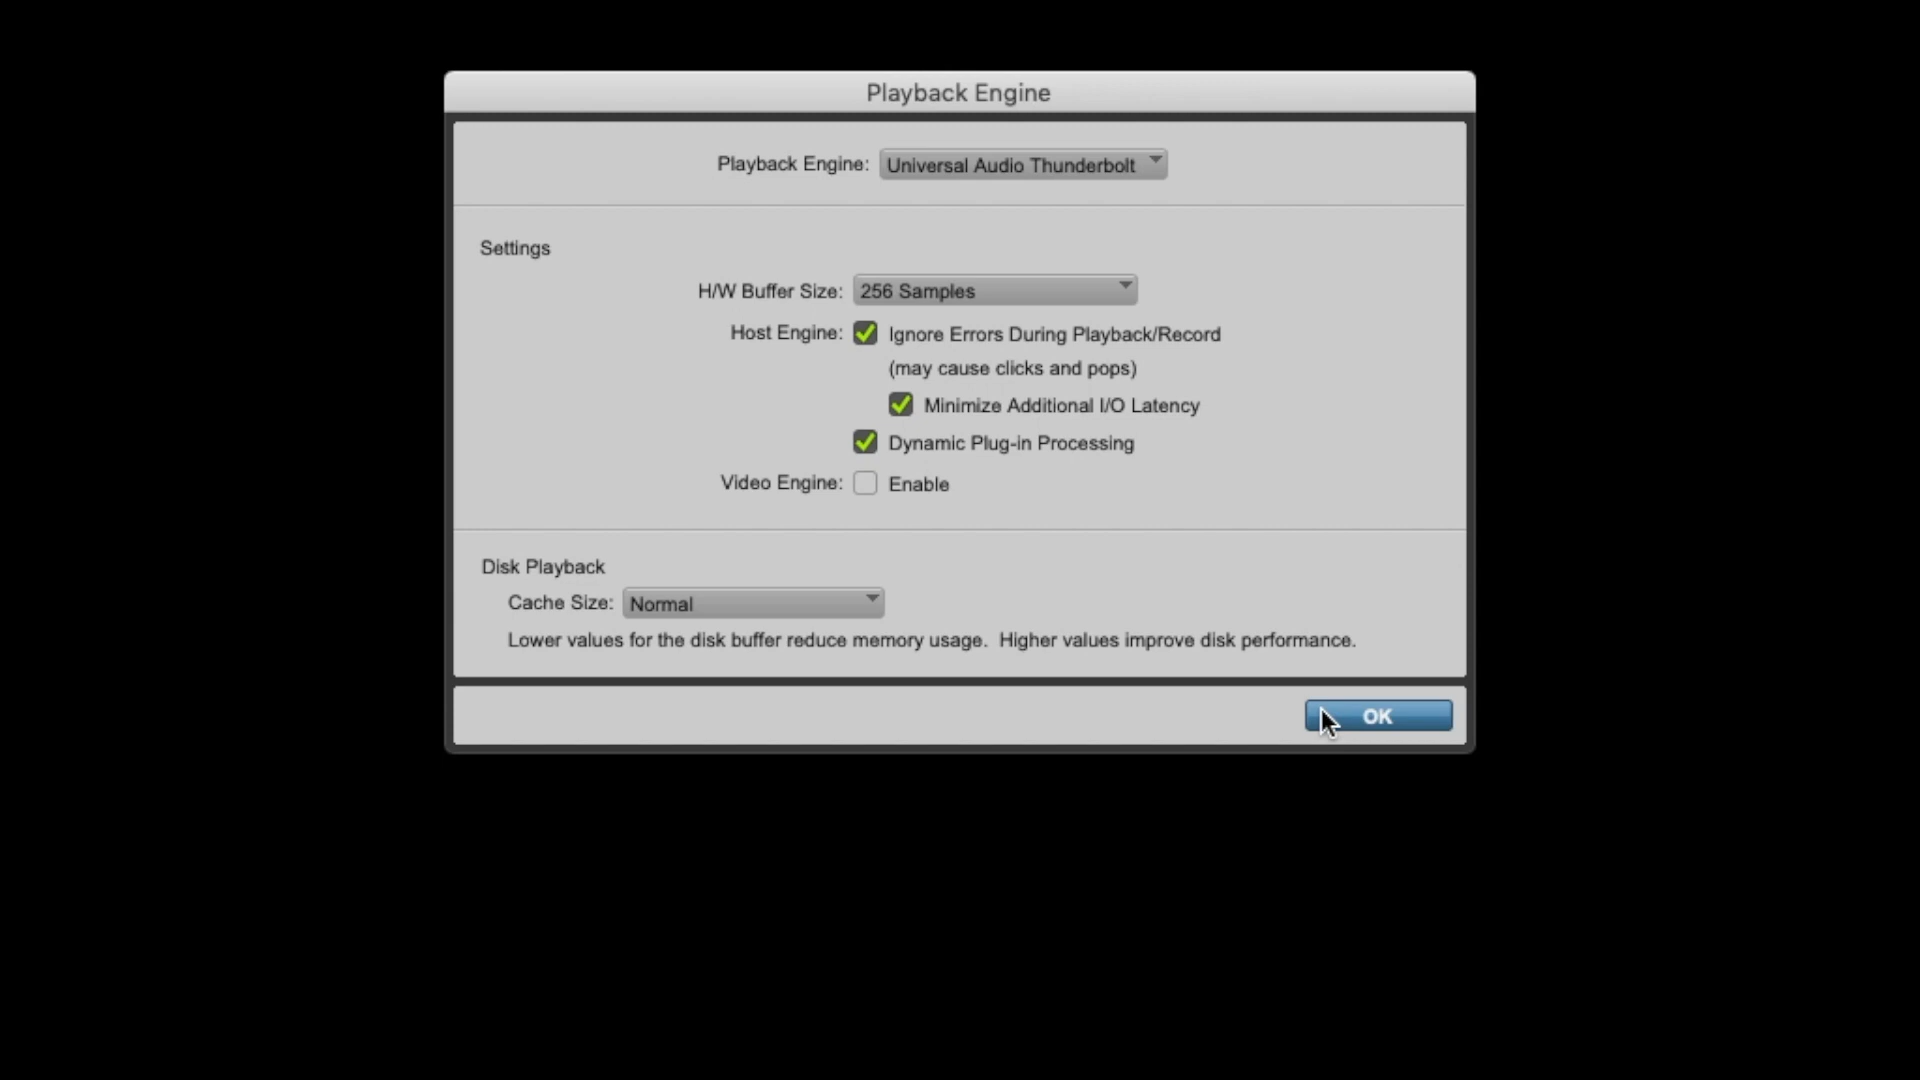 Playback Engine
Playback Engine: Universal Audio Thunderbolt
Settings
H/W Buffer Size: 256 Samples
Host Engine: Ignore Errors During Playback/Record
(may cause clicks and pops)
Minimize Additional I/O Latency
Dynamic Plug-in Processing
Video Engine: Enable
Disk Playback
Cache Size: Normal
Lower values for the disk buffer reduce memory usage.  Higher values improve disk performance.
OK